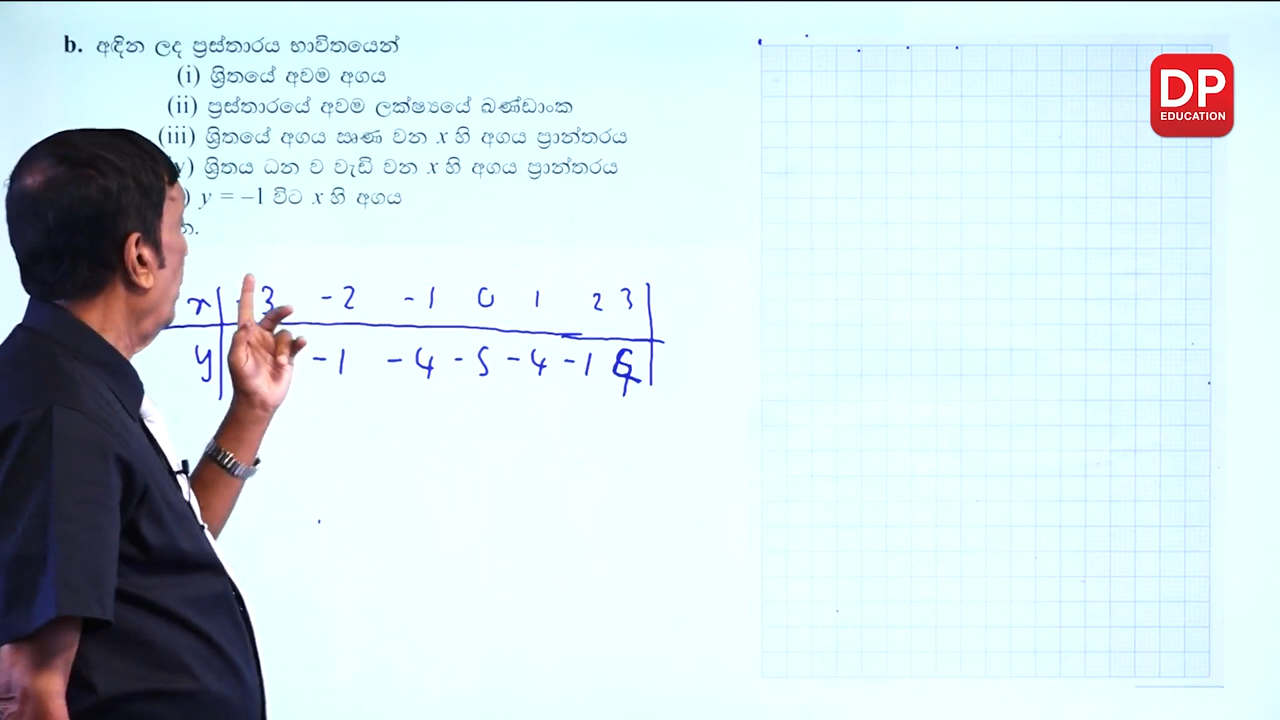 b. අඳින ලද ප්‍රස්තාරය භාවිතයෙන්
(i) ශ්‍රිතයේ අවම අගය
(ii) ප්‍රස්තාරයේ අවම ලක්ෂ්‍යයේ ඛණ්ඩාංක
(iii) ශ්‍රිතයේ අගය ඍණ වන x හි අගය ප්‍රාන්තරය
ශ්‍රිතය ධන ව වැඩි වන x හි අගය ප්‍රාන්තරය
y = –1 විට x හි අගය
x 3 -2 -1 0 1 2 3
y -1 -4 -5 -4 -1
DP
EDUCATION